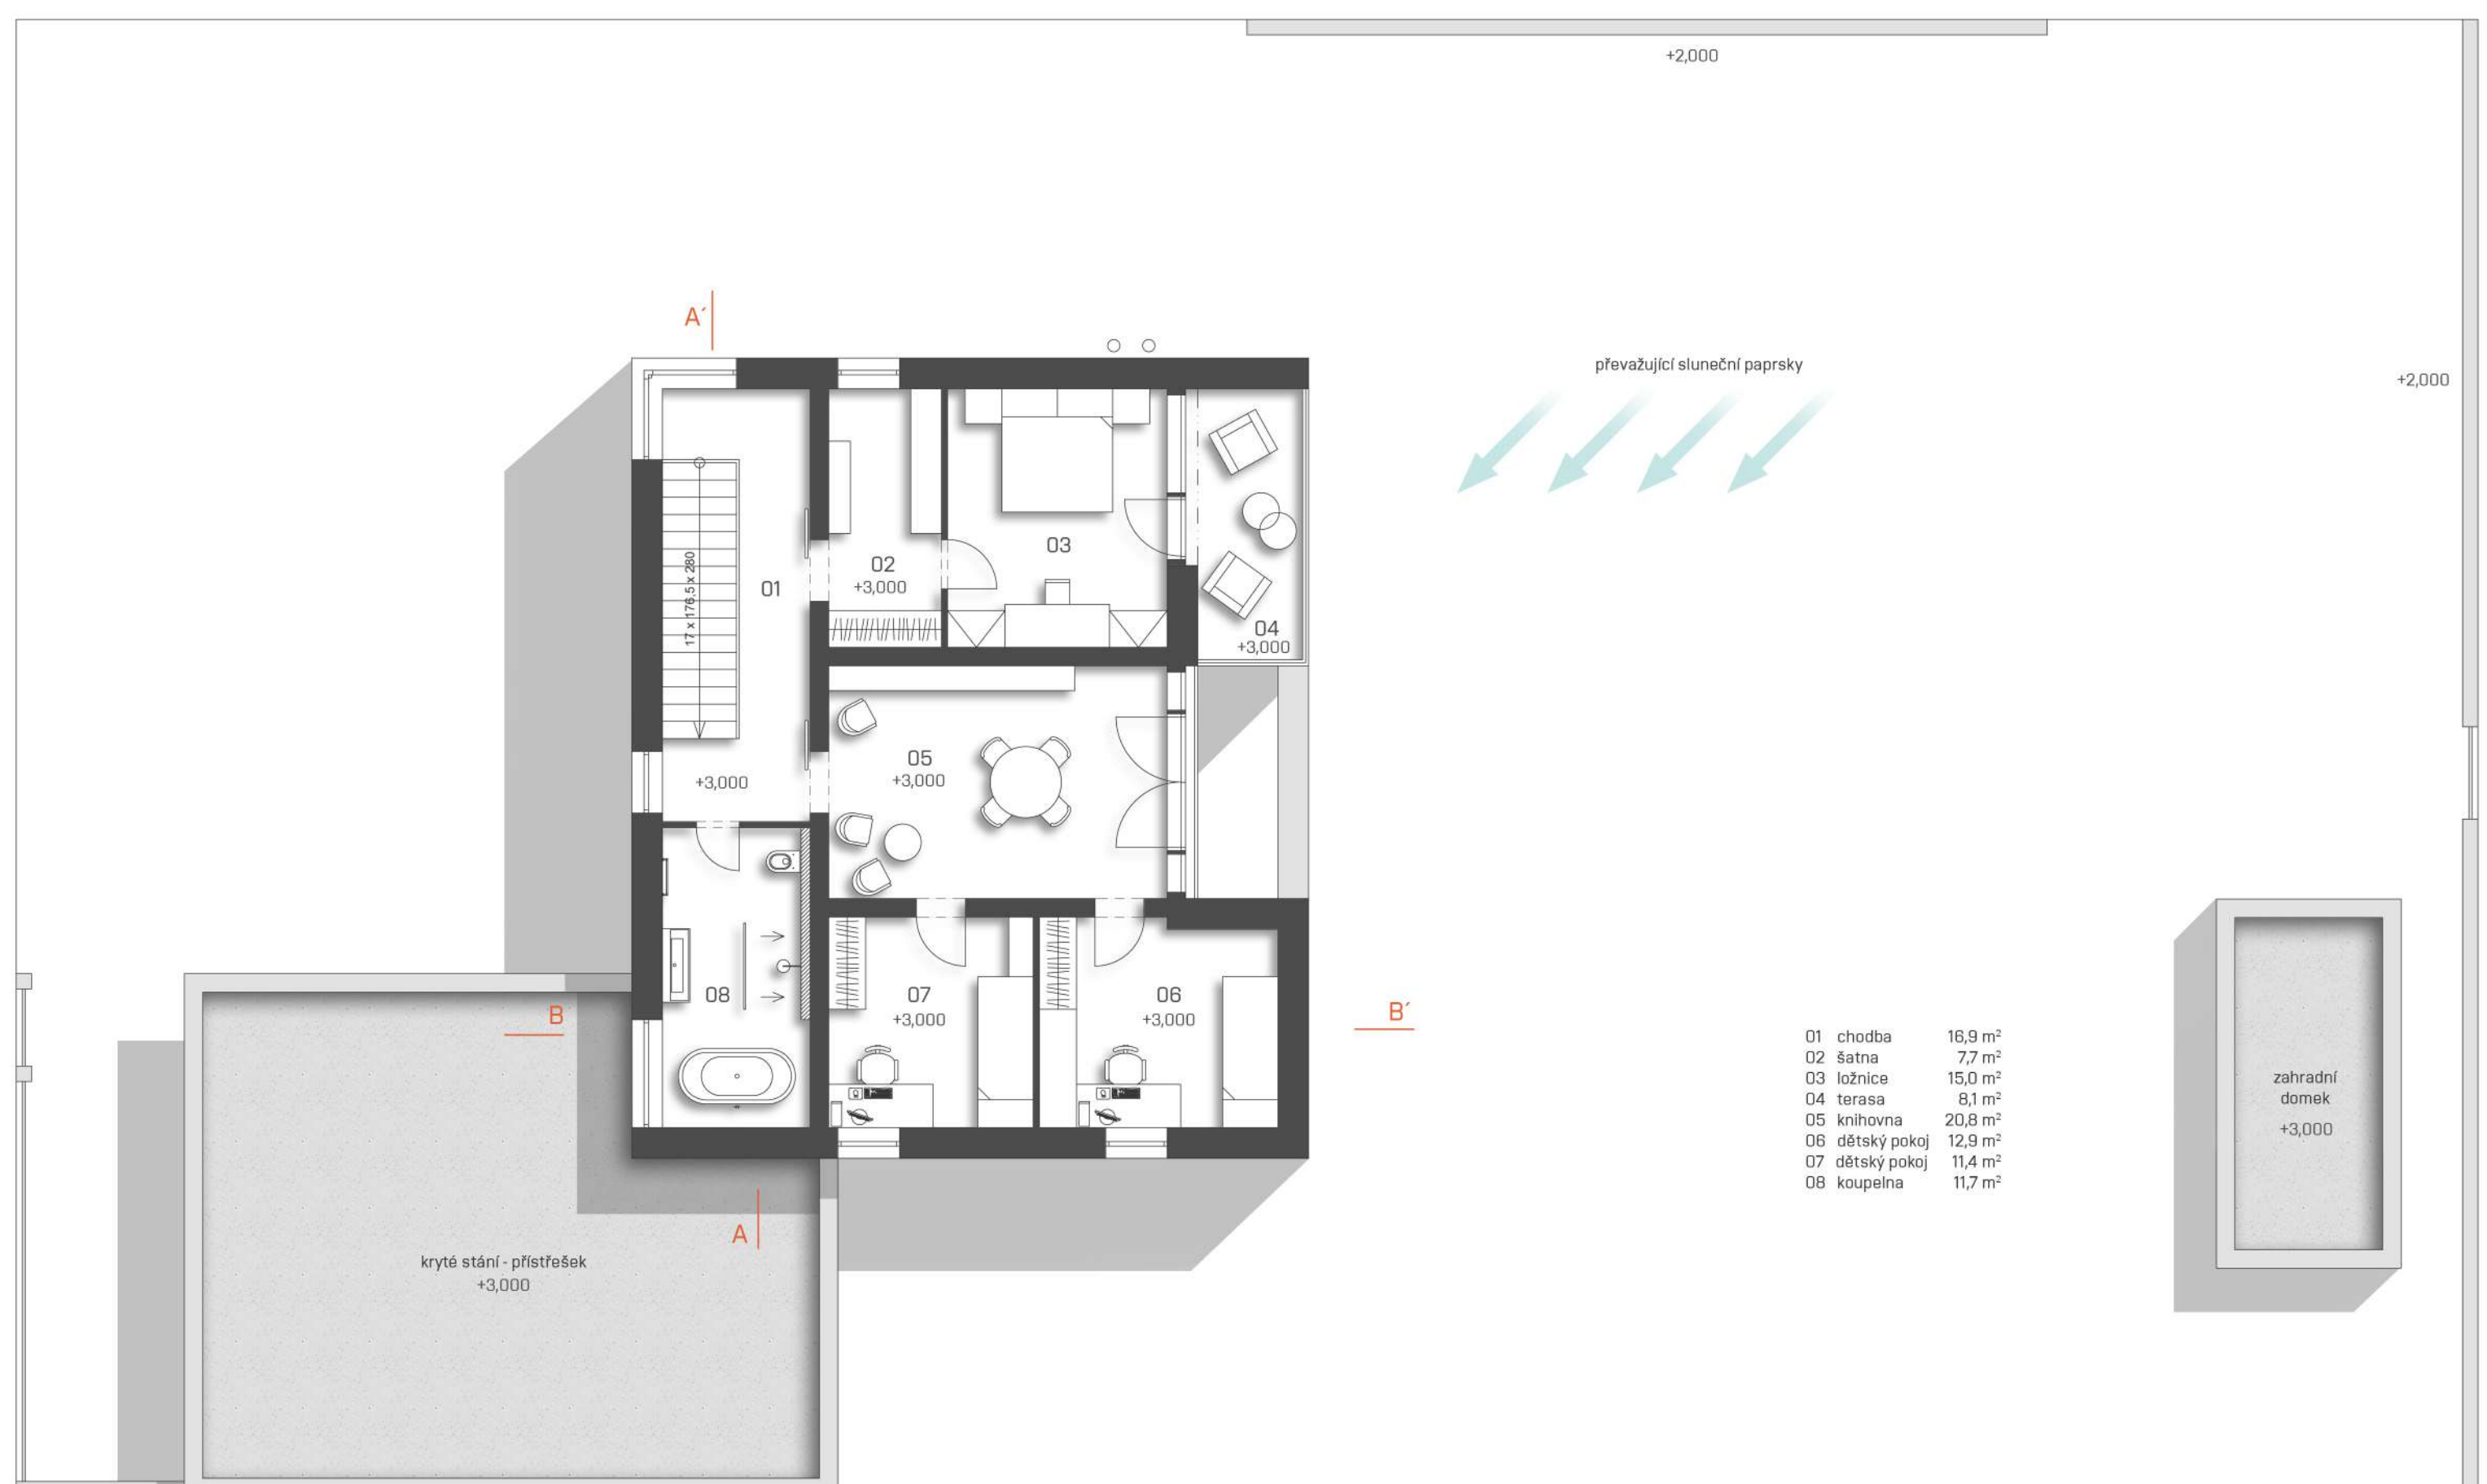 +2,000
A´
převažující sluneční paprsky
+2,000
17 x 176,5 x 280
01
02
+3,000
03
04
+3,000
05
+3,000
+3,000
08
07
+3,000
06
+3,000
B
B´
A
01 chodba 16,9 m²
02 šatna 7,7 m²
03 ložnice 15,0 m²
04 terasa 8,1 m²
05 knihovna 20,8 m²
06 dětský pokoj 12,9 m²
07 dětský pokoj 11,4 m²
08 koupelna 11,7 m²
zahradní
domek
+3,000
kryté stání - přístřešek
+3,000